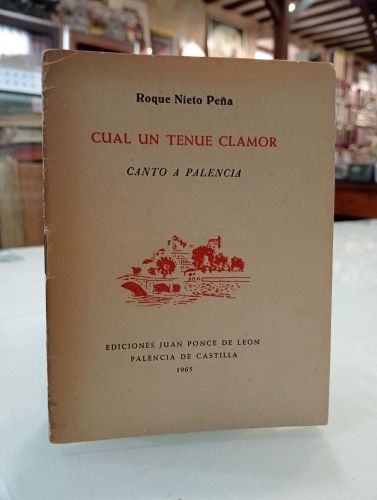 Roque Nieto Peña
CUAL UN TENUE CLAMOR
CANTO A PALENCIA
EDICIONES JUAN PONCE DE LEON
PALENCIA DE CASTILLA
1965